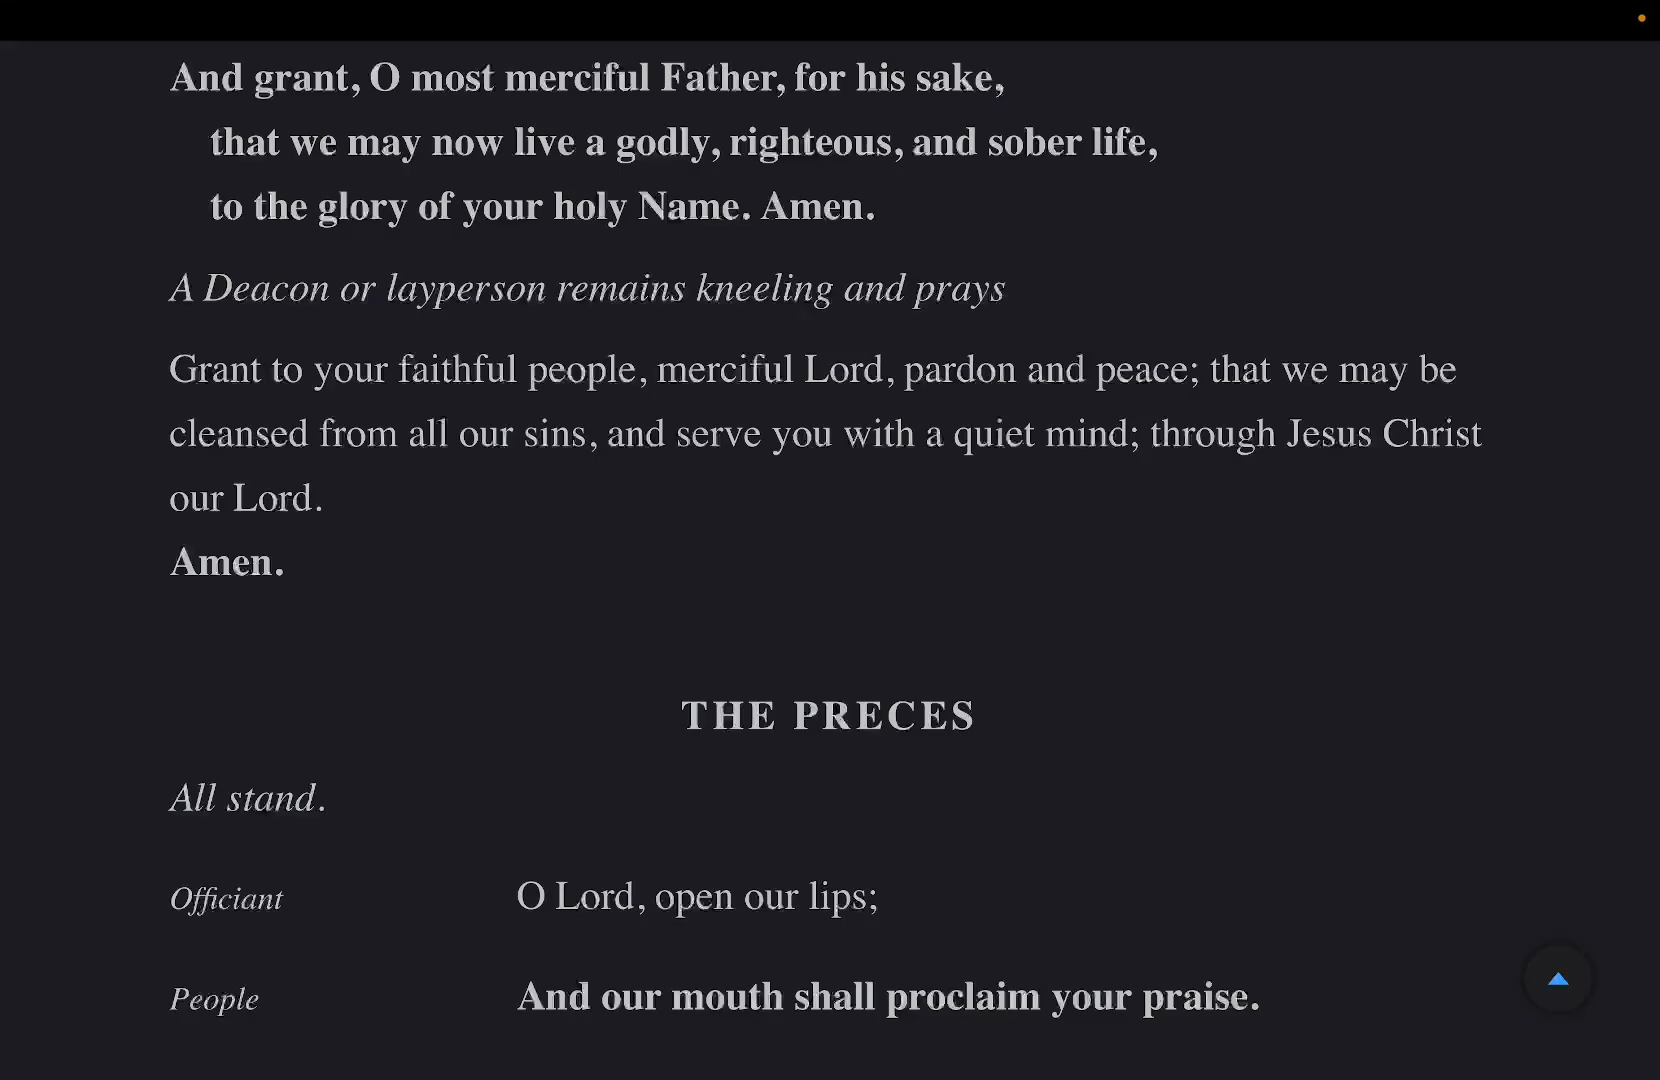 And grant, O most merciful Father, for his sake,
that we may now live a godly, righteous, and sober life,
to the glory of your holy Name. Amen.
A Deacon or layperson remains kneeling and prays
Grant to your faithful people, merciful Lord, pardon and peace; that we may be
cleansed from all our sins, and serve you with a quiet mind; through Jesus Christ
our Lord.
Amen.
THE PRECES
All stand.
Officiant O Lord, open our lips;
People And our mouth shall proclaim your praise.